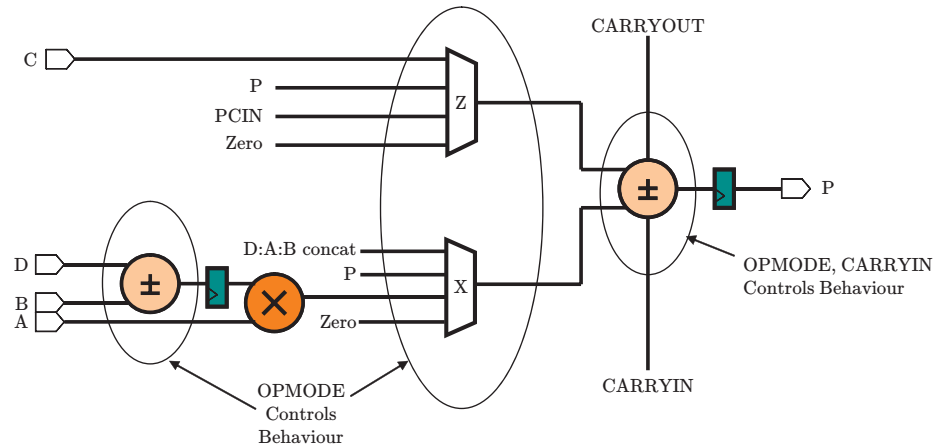 CARRYOUT
C
P
Z
PCIN
Zero
±
P
D:A:B concat
D
P
OPMODE, CARRYIN
Controls Behaviour
±
X
B
×
A
Zero
CARRYIN
OPMODE
Controls
Behaviour